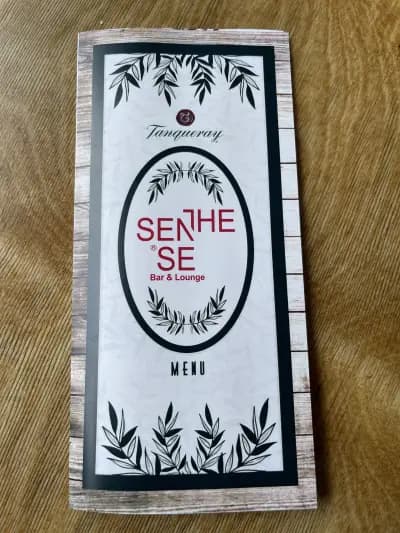 Tanqueray
SENTHE
® SE
Bar & Lounge
MENU